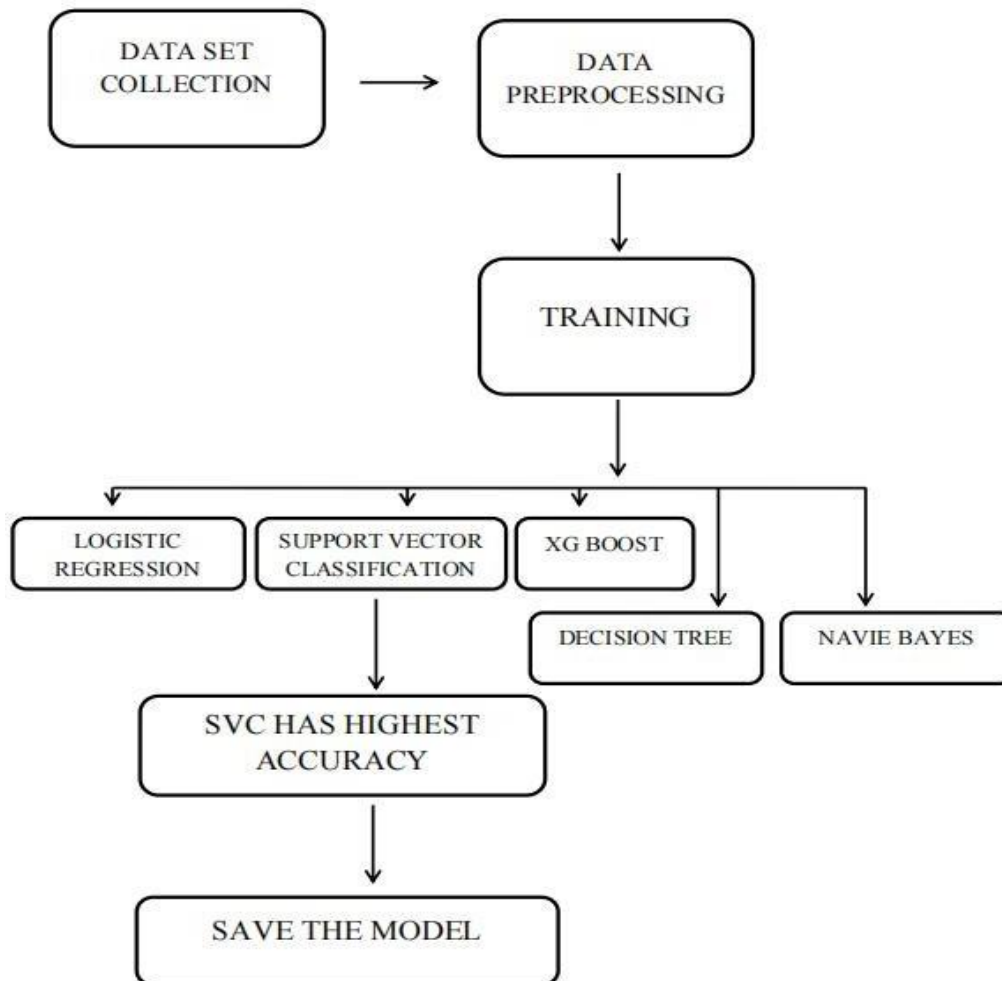 DATA SET
COLLECTION
DATA
PREPROCESSING
TRAINING
LOGISTIC
REGRESSION
SUPPORT VECTOR
CLASSIFICATION
XG BOOST
DECISION TREE
NAVIE BAYES
SVC HAS HIGHEST
ACCURACY
SAVE THE MODEL